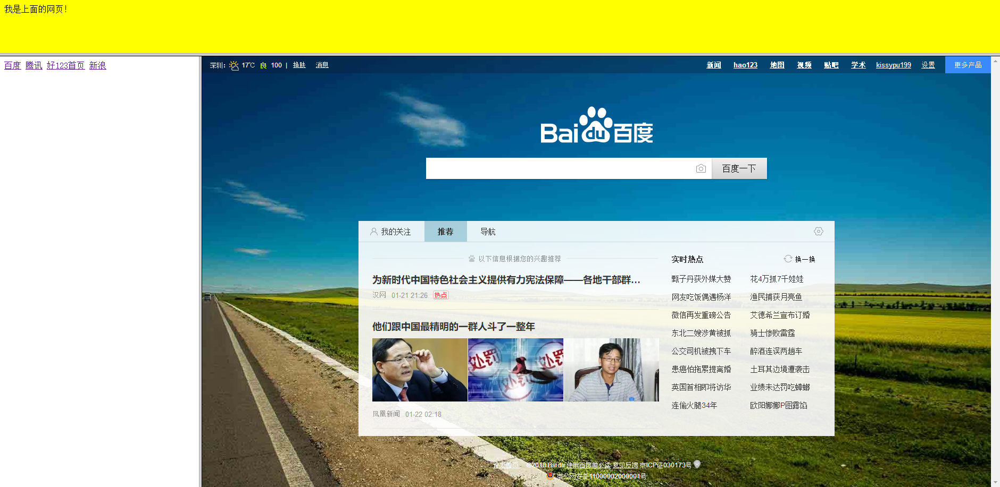 我是上面的网页！
百度 腾讯 好123首页 新浪
深圳： 17℃ 良 100 | 换肤 消息 新闻 hao123 地图 视频 贴吧 学术 kissypu199 设置 更多产品
Baidu百度
百度一下
我的关注 推荐 导航
以下信息根据您的兴趣推荐
为新时代中国特色社会主义提供有力宪法保障——各地干部群...
汉网 01-21 21:26 热点
他们跟中国最精明的一群人斗了一整年
处罚 处罚
处罚
凤凰新闻 01-22 02:18
实时热点 换一换
甄子丹获外媒大赞 花4万抓7千娃娃
网友吃饭偶遇杨洋 渔民捕获月亮鱼
微信再发重磅公告 艾德希兰宣布订婚
东北二嫂涉黄被抓 骑士惨败雷霆
公交司机被拽下车 醉酒连误两趟车
患癌怕拖累提离婚 土耳其边境遭袭击
英国首相即将访华 业绩未达罚吃蟑螂
连偷火腿34年 欧阳娜娜P图露馅
设为首页 ©2018 Baidu 使用百度前必读 意见反馈 京ICP证030173号
京公网安备11000002000001号